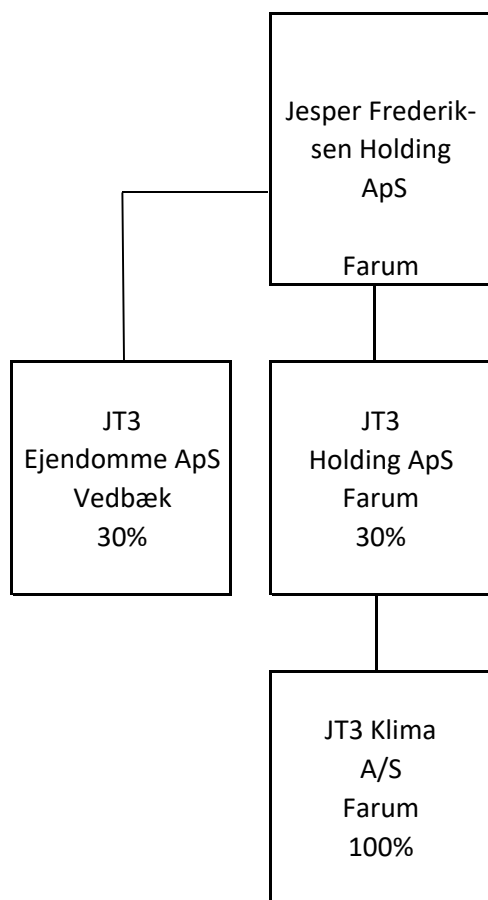 Jesper Frederik-
sen Holding
ApS
Farum
JT3
Ejendomme ApS
Vedbæk
30%
JT3
Holding ApS
Farum
30%
JT3 Klima
A/S
Farum
100%